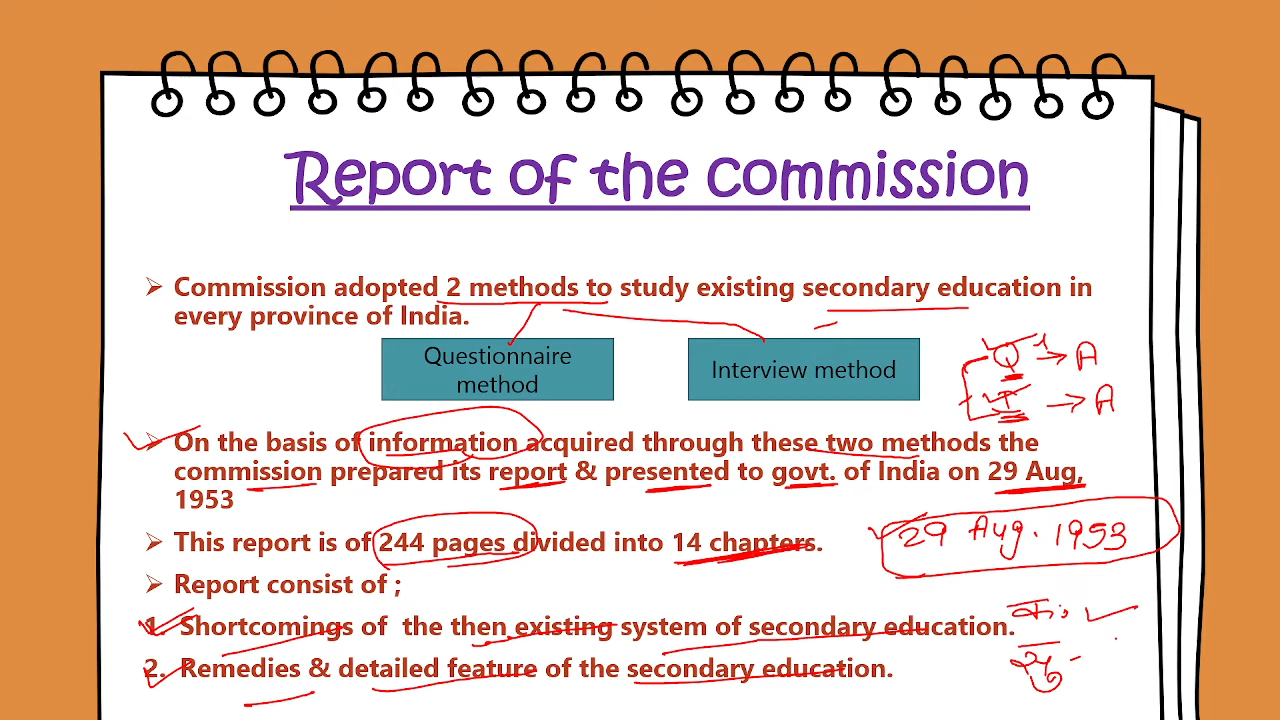 Report of the commission
➢ Commission adopted 2 methods to study existing secondary education in
every province of India.
Questionnaire
method
Interview method
Q → A
→ A
➢ On the basis of information acquired through these two methods the
commission prepared its report & presented to govt. of India on 29 Aug,
1953
29 Aug. 1953
➢ This report is of 244 pages divided into 14 chapters.
➢ Report consist of ;
1. Shortcomings of the then existing system of secondary education.
2. Remedies & detailed feature of the secondary education.